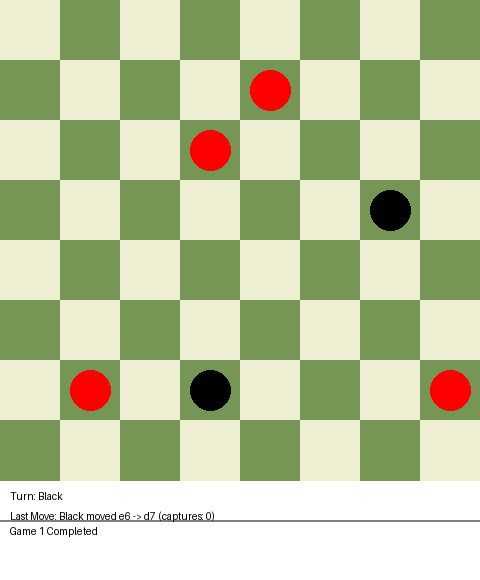 Turn: Black
Last Move: Black moved e6 -> d7 (captures: 0)
Game 1 Completed